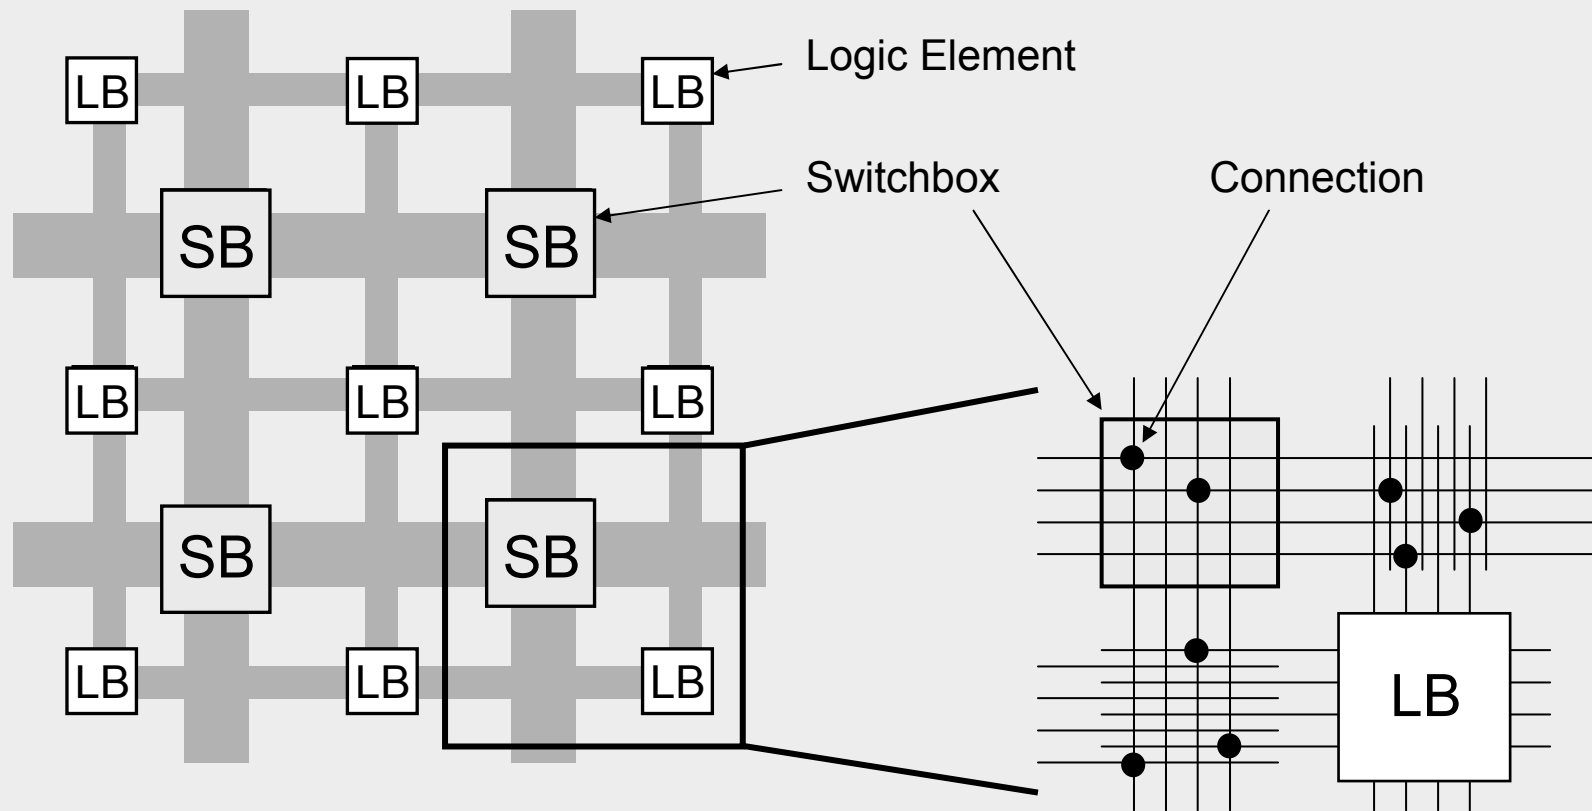 LB LB LB Logic Element
Switchbox Connection
SB SB
LB LB LB
SB SB
LB LB LB LB